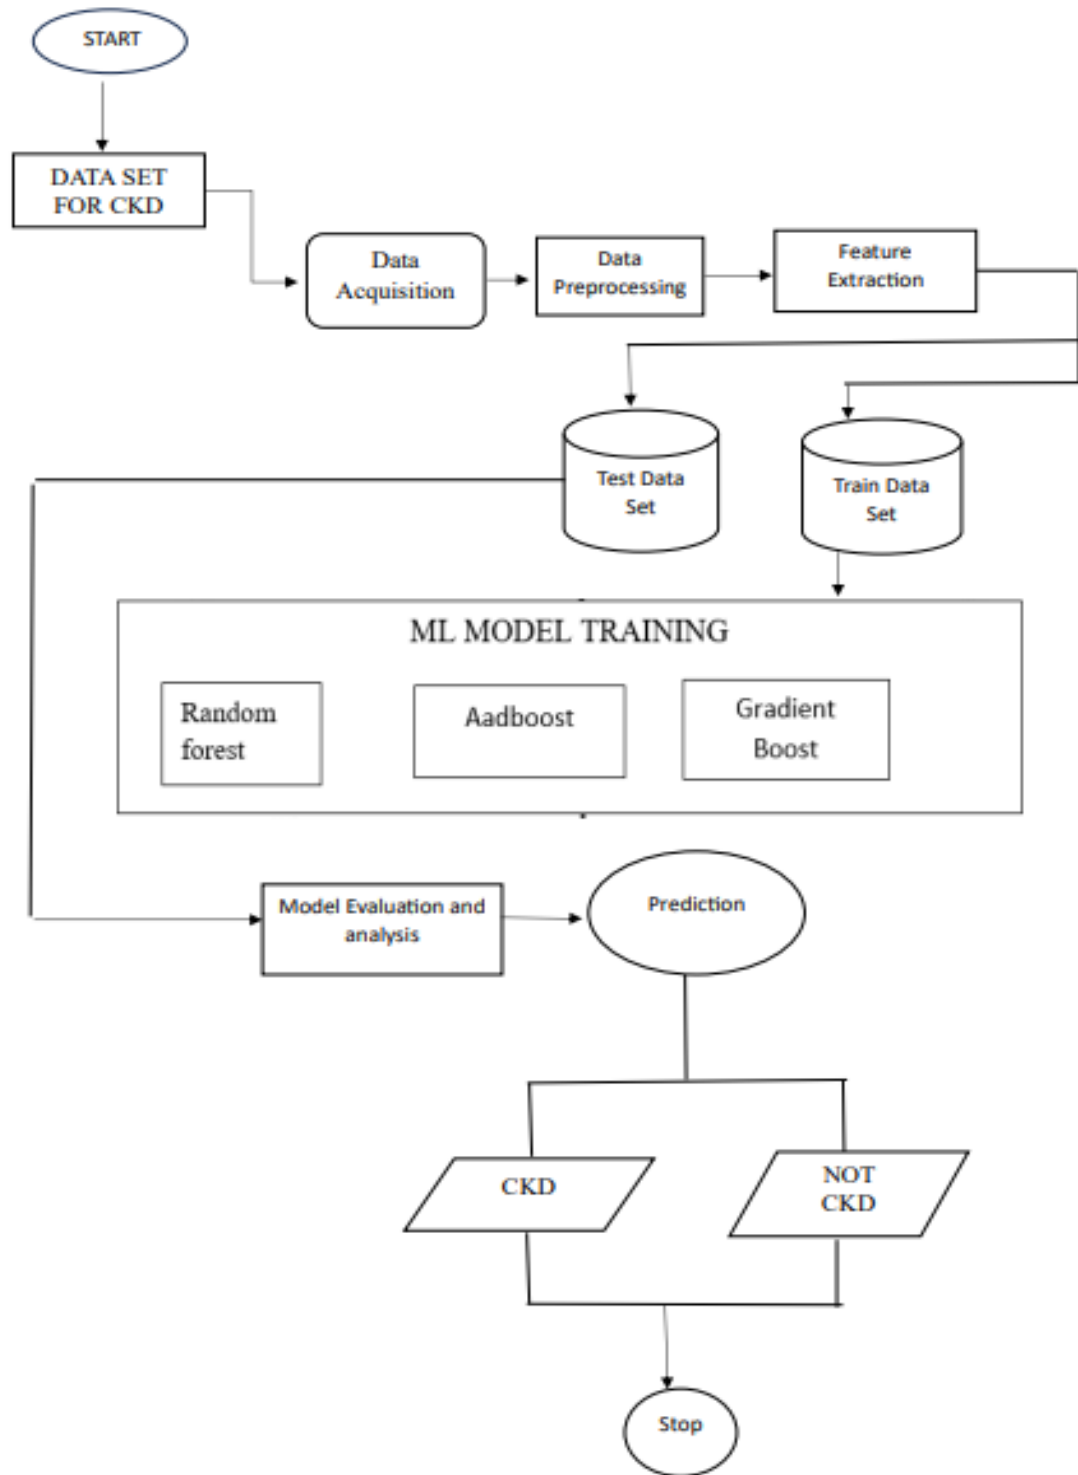 START
DATA SET
FOR CKD
Data
Acquisition
Data
Preprocessing
Feature
Extraction
Test Data
Set
Train Data
Set
ML MODEL TRAINING
Random
forest
Aadboost
Gradient
Boost
Model Evaluation and
analysis
Prediction
CKD
NOT
CKD
Stop